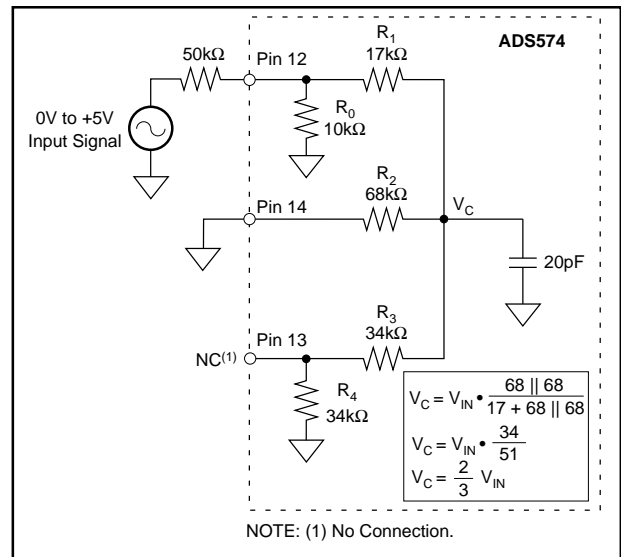 ADS574
50kΩ
Pin 12
R1
17kΩ
0V to +5V
Input Signal
R0
10kΩ
Pin 14
R2
68kΩ
VC
20pF
Pin 13
NC(1)
R3
34kΩ
R4
34kΩ
VC = VIN • 68 || 68 / 17 + 68 || 68
VC = VIN • 34 / 51
VC = 2 / 3 VIN
NOTE: (1) No Connection.